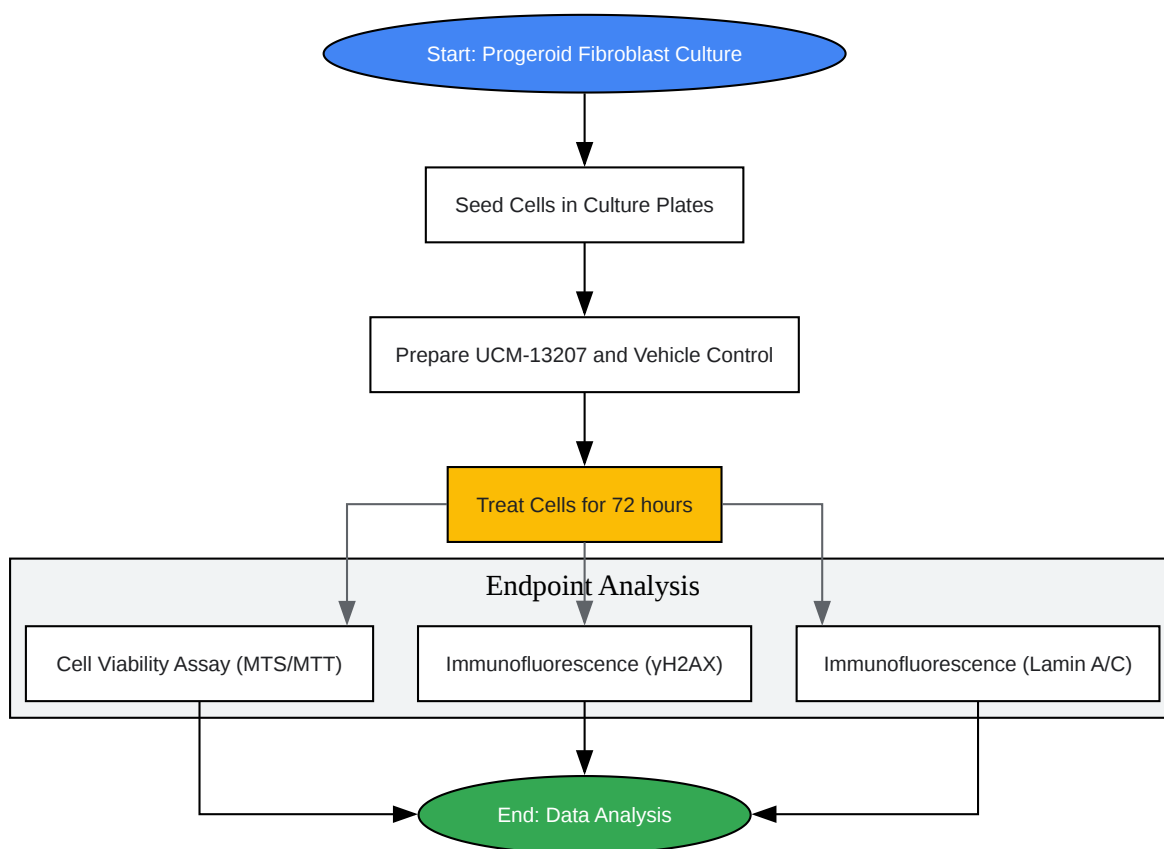 Start: Progeroid Fibroblast Culture
Seed Cells in Culture Plates
Prepare UCM-13207 and Vehicle Control
Treat Cells for 72 hours
Endpoint Analysis
Cell Viability Assay (MTS/MTT)
Immunofluorescence (γH2AX)
Immunofluorescence (Lamin A/C)
End: Data Analysis